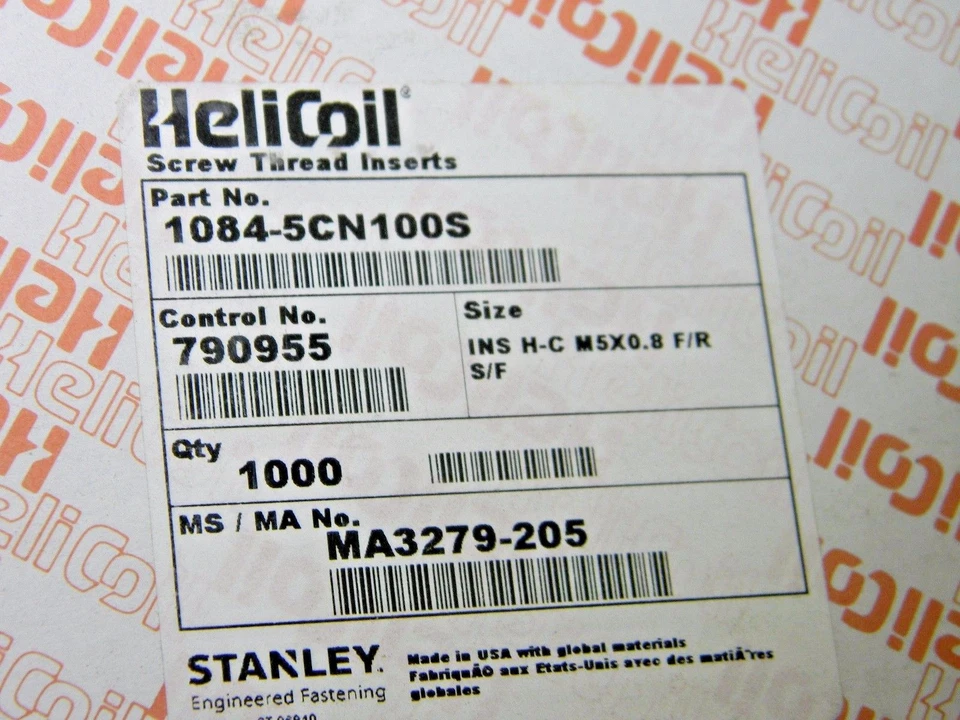 HeliCoil®
Screw Thread Inserts
Part No.
1084-5CN100S
Control No.
790955
Size
INS H-C M5X0.8 F/R
S/F
Qty
1000
MS / MA No.
MA3279-205
STANLEY.
Engineered Fastening
Made in USA with global materials
FabriquÃO aux Etats-Unis avec des matiÃ¨res
globales